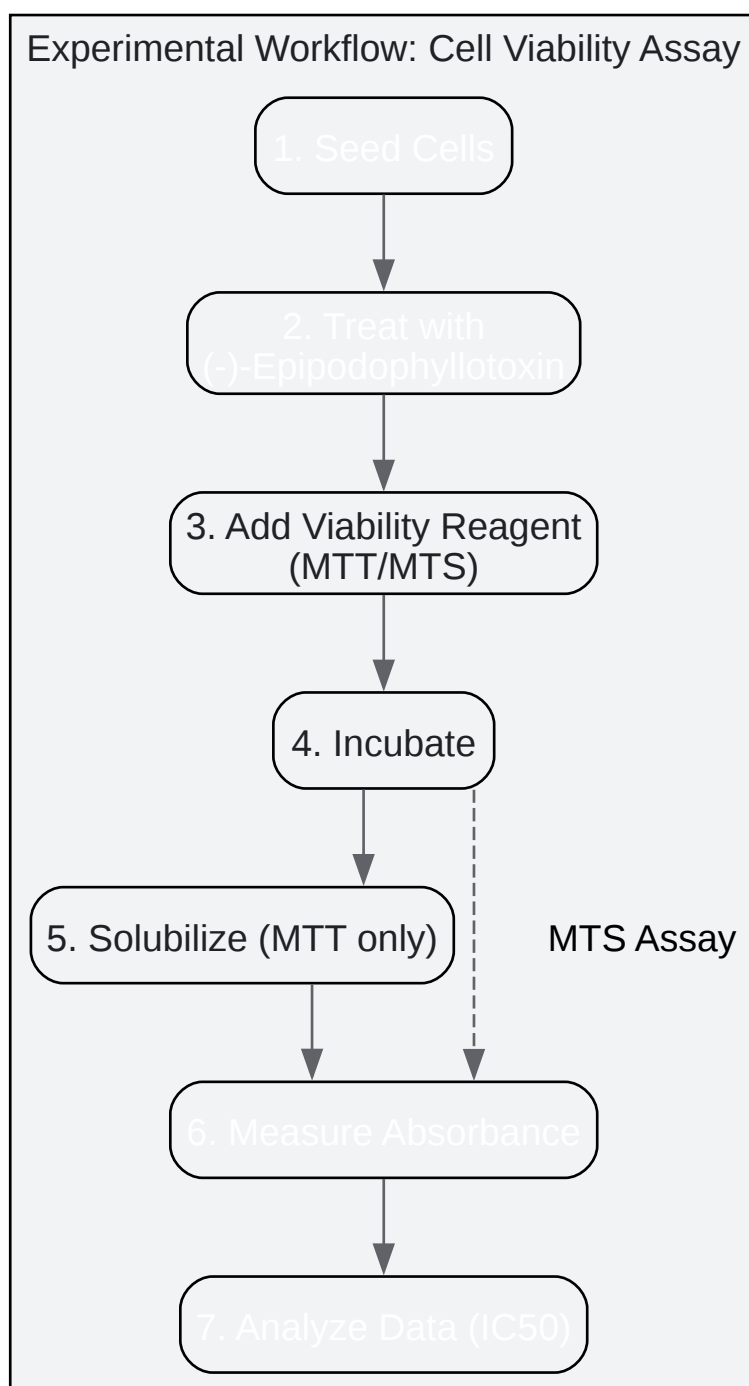 Experimental Workflow: Cell Viability Assay
1. Seed Cells
2. Treat with
(-)-Epipodophyllotoxin
3. Add Viability Reagent
(MTT/MTS)
4. Incubate
5. Solubilize (MTT only)
MTS Assay
6. Measure Absorbance
7. Analyze Data (IC50)